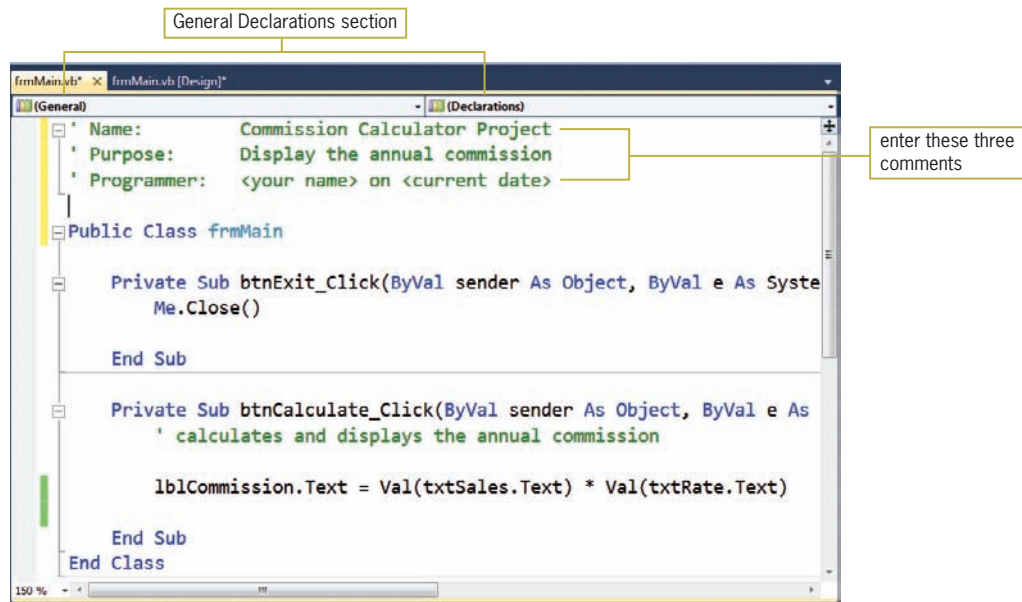 General Declarations section
frmMain.vb* X frmMain.vb [Design]*
(General) (Declarations)
' Name: Commission Calculator Project
' Purpose: Display the annual commission
' Programmer: <your name> on <current date>
enter these three
comments
Public Class frmMain
Private Sub btnExit_Click(ByVal sender As Object, ByVal e As Syste
Me.Close()
End Sub
Private Sub btnCalculate_Click(ByVal sender As Object, ByVal e As
' calculates and displays the annual commission
lblCommission.Text = Val(txtSales.Text) * Val(txtRate.Text)
End Sub
End Class
150 %